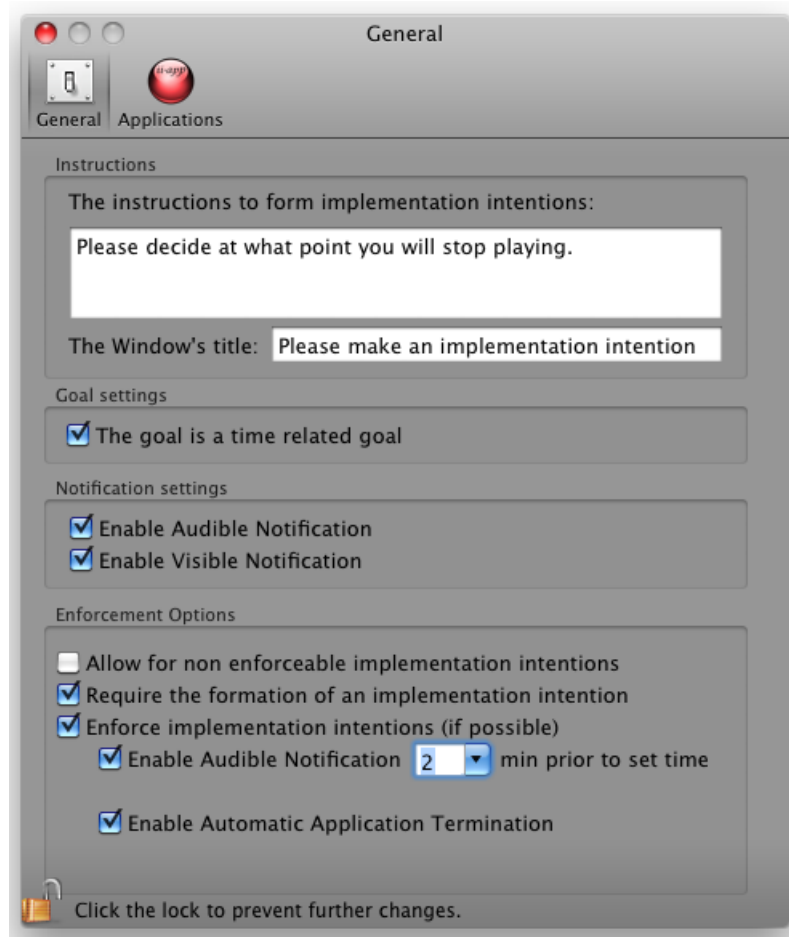 General
u-app
General Applications
Instructions
The instructions to form implementation intentions:
Please decide at what point you will stop playing.
The Window's title: Please make an implementation intention
Goal settings
The goal is a time related goal
Notification settings
Enable Audible Notification
Enable Visible Notification
Enforcement Options
Allow for non enforceable implementation intentions
Require the formation of an implementation intention
Enforce implementation intentions (if possible)
Enable Audible Notification 2 min prior to set time
Enable Automatic Application Termination
Click the lock to prevent further changes.